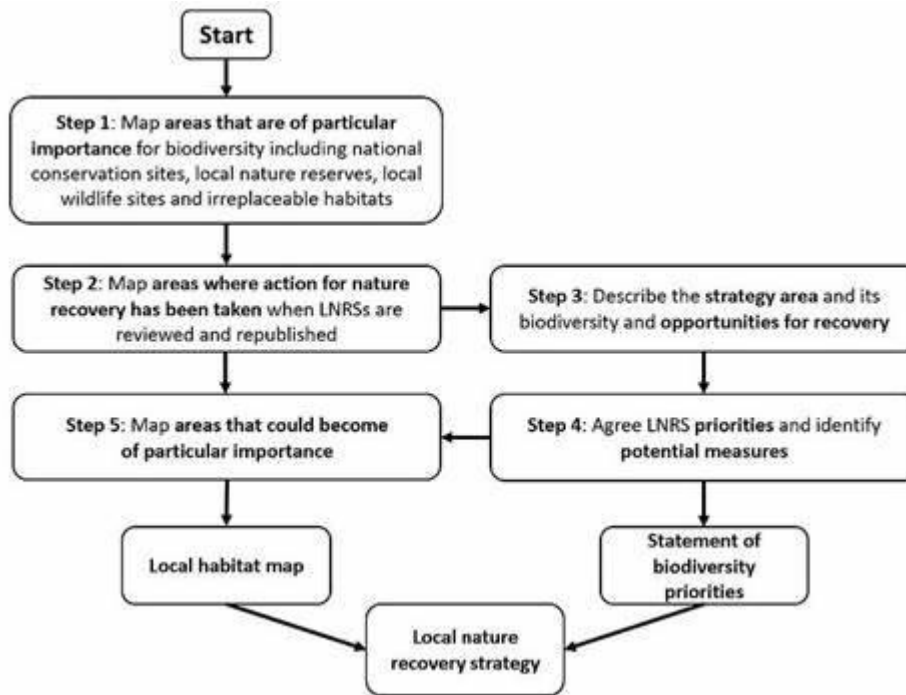 Start
Step 1: Map areas that are of particular
importance for biodiversity including national
conservation sites, local nature reserves, local
wildlife sites and irreplaceable habitats
Step 2: Map areas where action for nature
recovery has been taken when LNRSs are
reviewed and republished
Step 3: Describe the strategy area and its
biodiversity and opportunities for recovery
Step 5: Map areas that could become
of particular importance
Step 4: Agree LNRS priorities and identify
potential measures
Local habitat map
Statement of
biodiversity
priorities
Local nature
recovery strategy